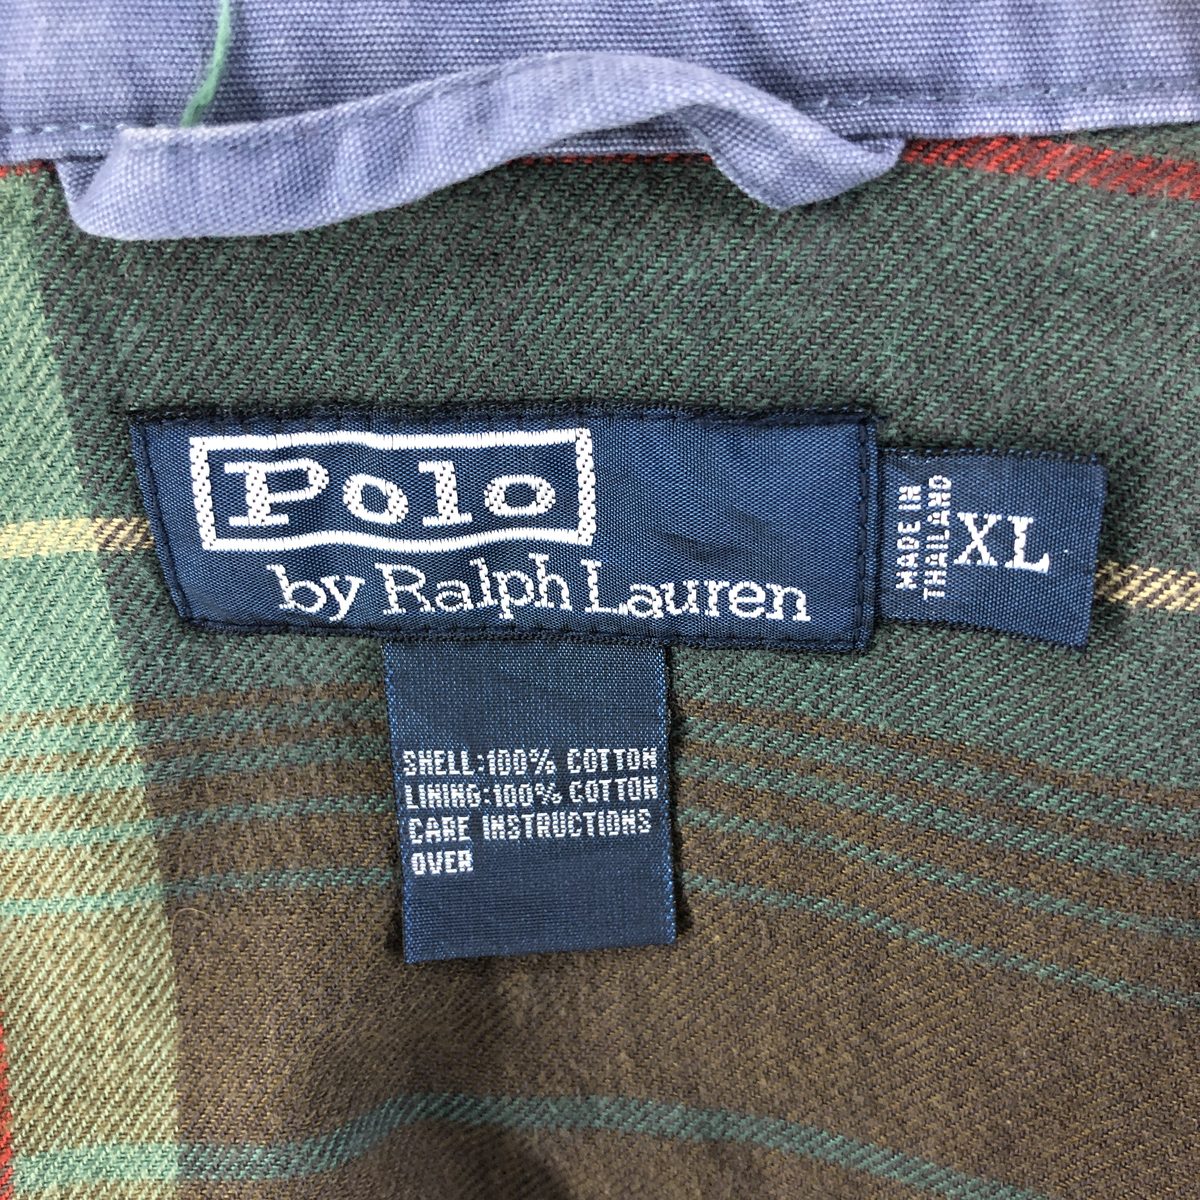 Polo
by Ralph Lauren
MADE IN
THAILAND
XL
SHELL:100% COTTON
LINING:100% COTTON
CARE INSTRUCTIONS
OVER